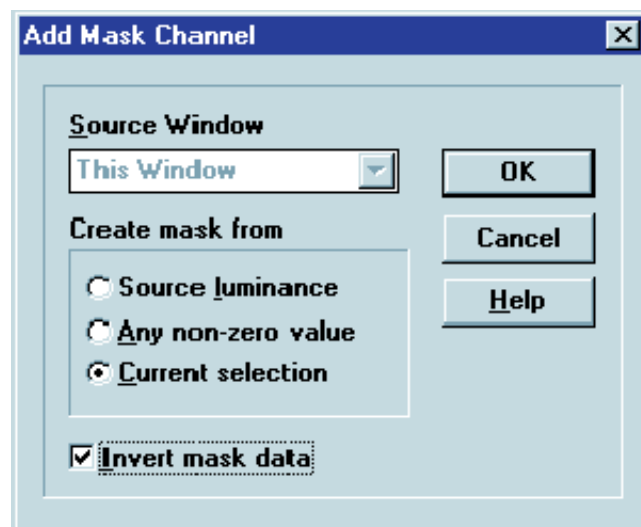 Add Mask Channel
Source Window
This Window
OK
Create mask from
Cancel
Source luminance
Help
Any non-zero value
Current selection
Invert mask data